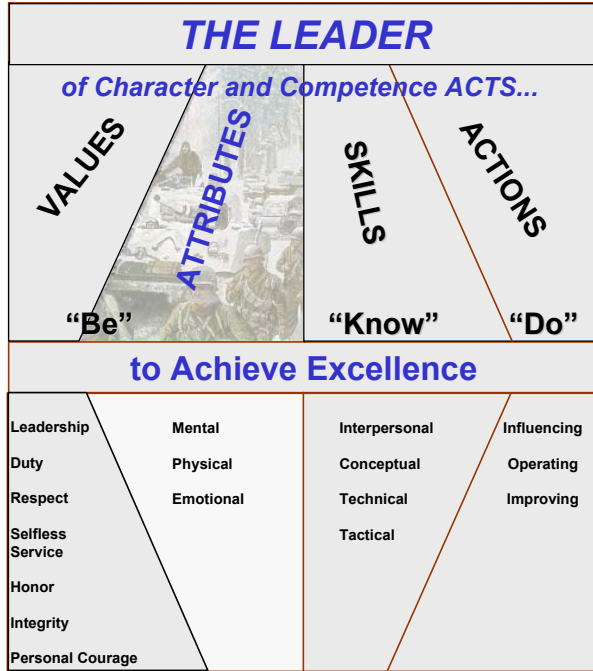 THE LEADER
of Character and Competence ACTS...
VALUES
ATTRIBUTES
SKILLS
ACTIONS
“Be”
“Know”
“Do”
to Achieve Excellence
Leadership
Duty
Respect
Selfless
Service
Honor
Integrity
Personal Courage
Mental
Physical
Emotional
Interpersonal
Conceptual
Technical
Tactical
Influencing
Operating
Improving